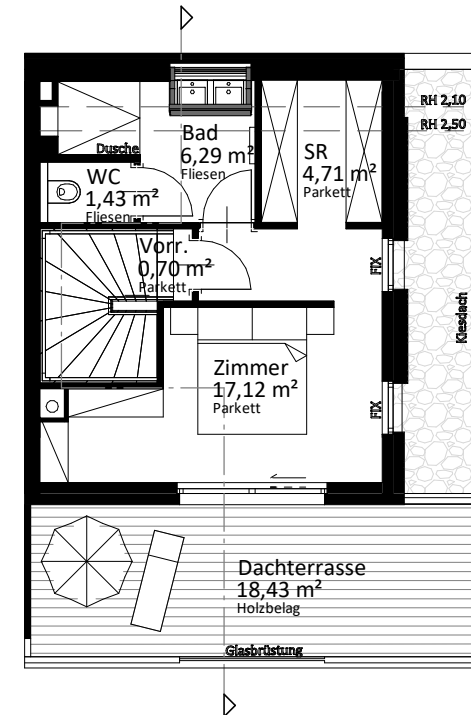 RH 2,10
RH 2,50
Dusche
Bad
6,29 m²
Fliesen
SR
4,71 m²
Parkett
WC
1,43 m²
Fliesen
Vorr.
0,70 m²
Parkett
FIX
Kiesdach
Zimmer
17,12 m²
Parkett
FIX
Dachterrasse
18,43 m²
Holzbelag
Glasbrüstung